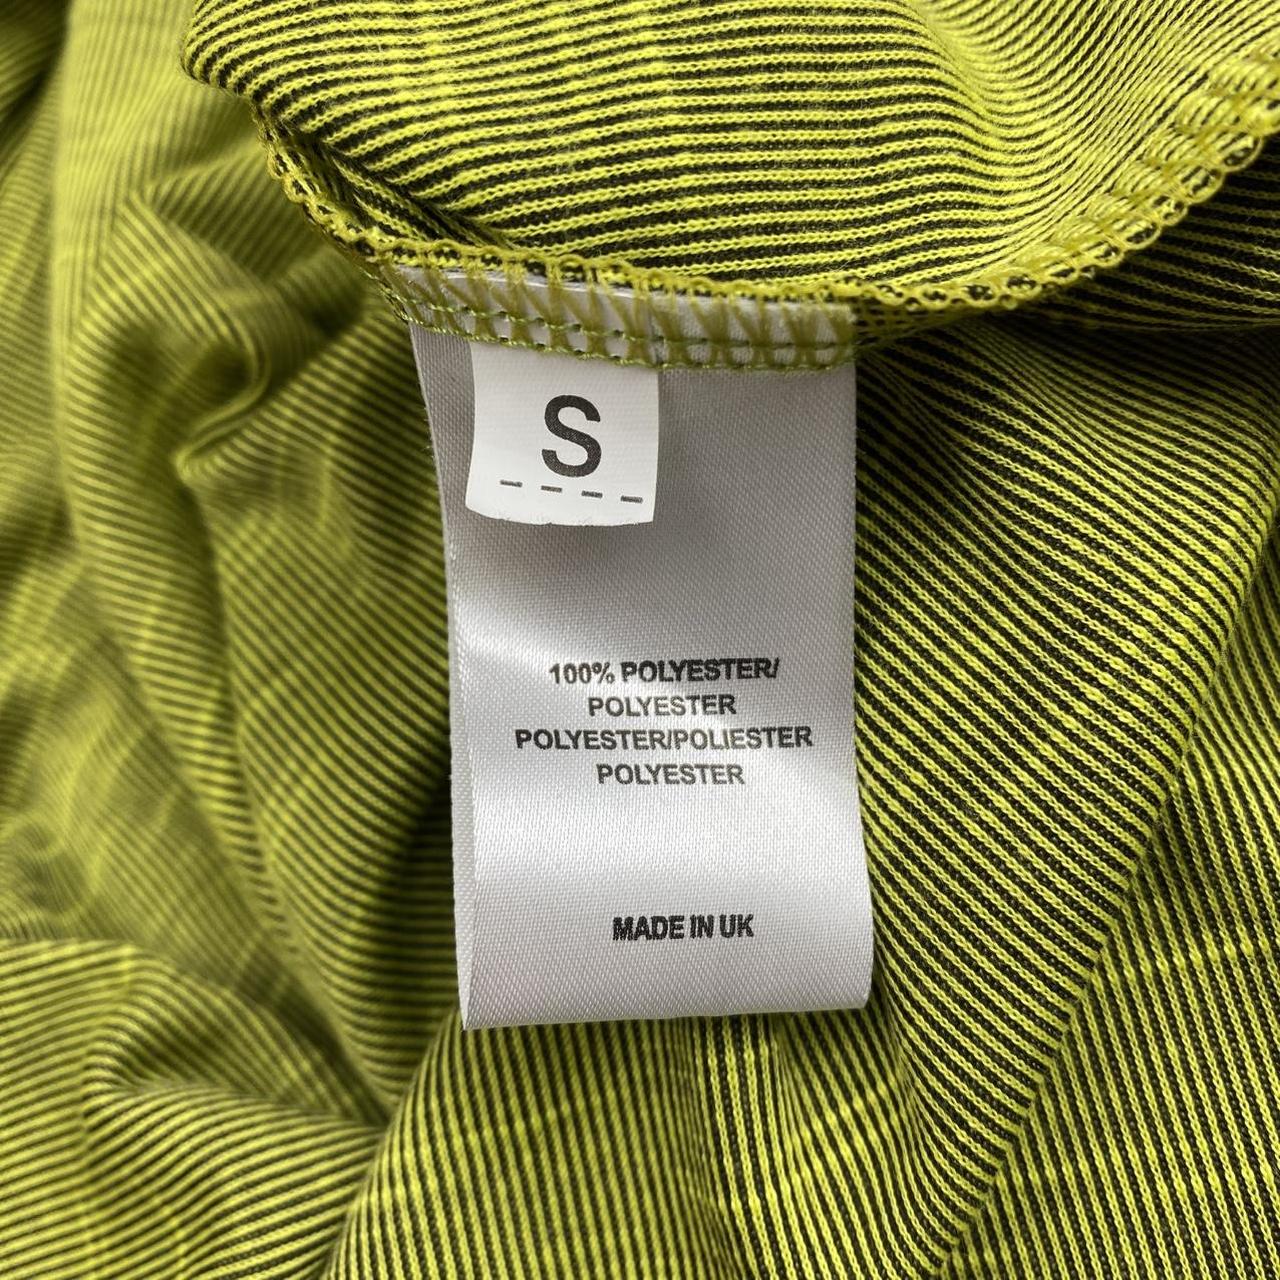 S
100% POLYESTER/
POLYESTER
POLYESTER/POLIESTER
POLYESTER
MADE IN UK